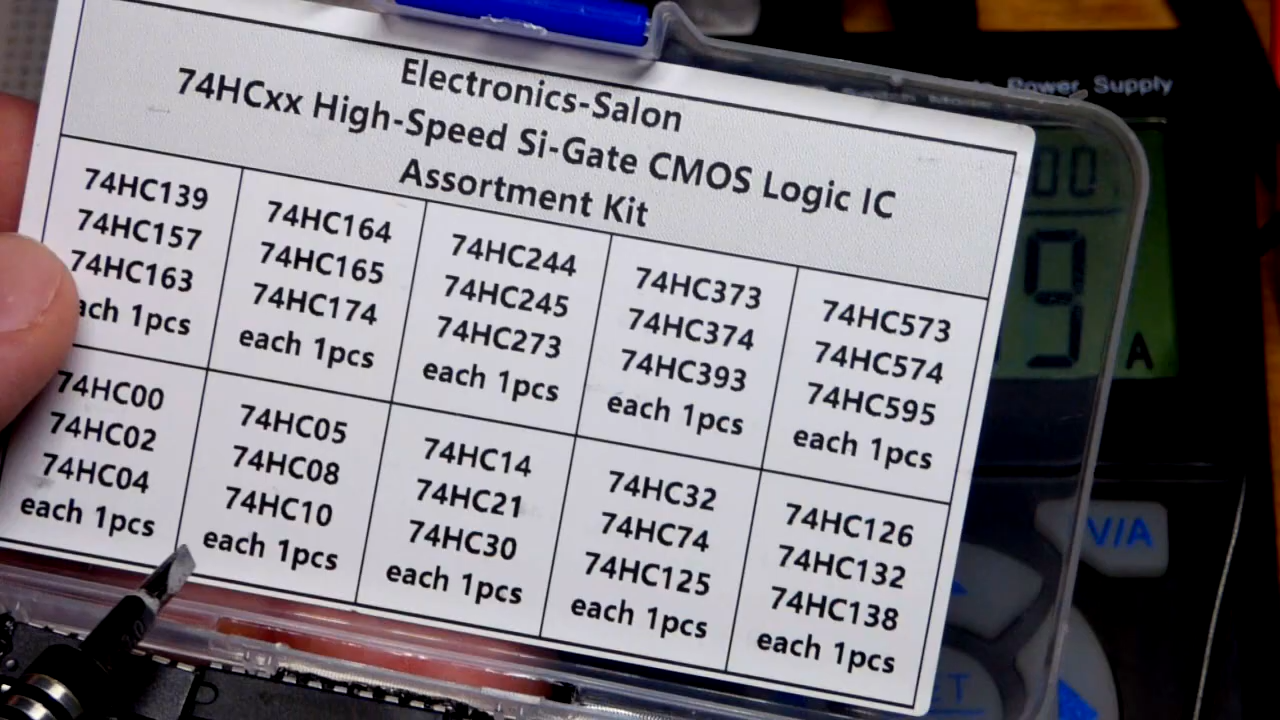 Power Supply
Electronics-Salon
74HCxx High-Speed Si-Gate CMOS Logic IC
Assortment Kit
74HC139
74HC157
74HC163
ach 1pcs
74HC164
74HC165
74HC174
each 1pcs
74HC244
74HC245
74HC273
each 1pcs
74HC373
74HC374
74HC393
each 1pcs
74HC573
74HC574
74HC595
each 1pcs
74HC00
74HC02
74HC04
each 1pcs
74HC05
74HC08
74HC10
each 1pcs
74HC14
74HC21
74HC30
each 1pcs
74HC32
74HC74
74HC125
each 1pcs
74HC126
74HC132
74HC138
each 1pcs
00
9 A
V/A
ET